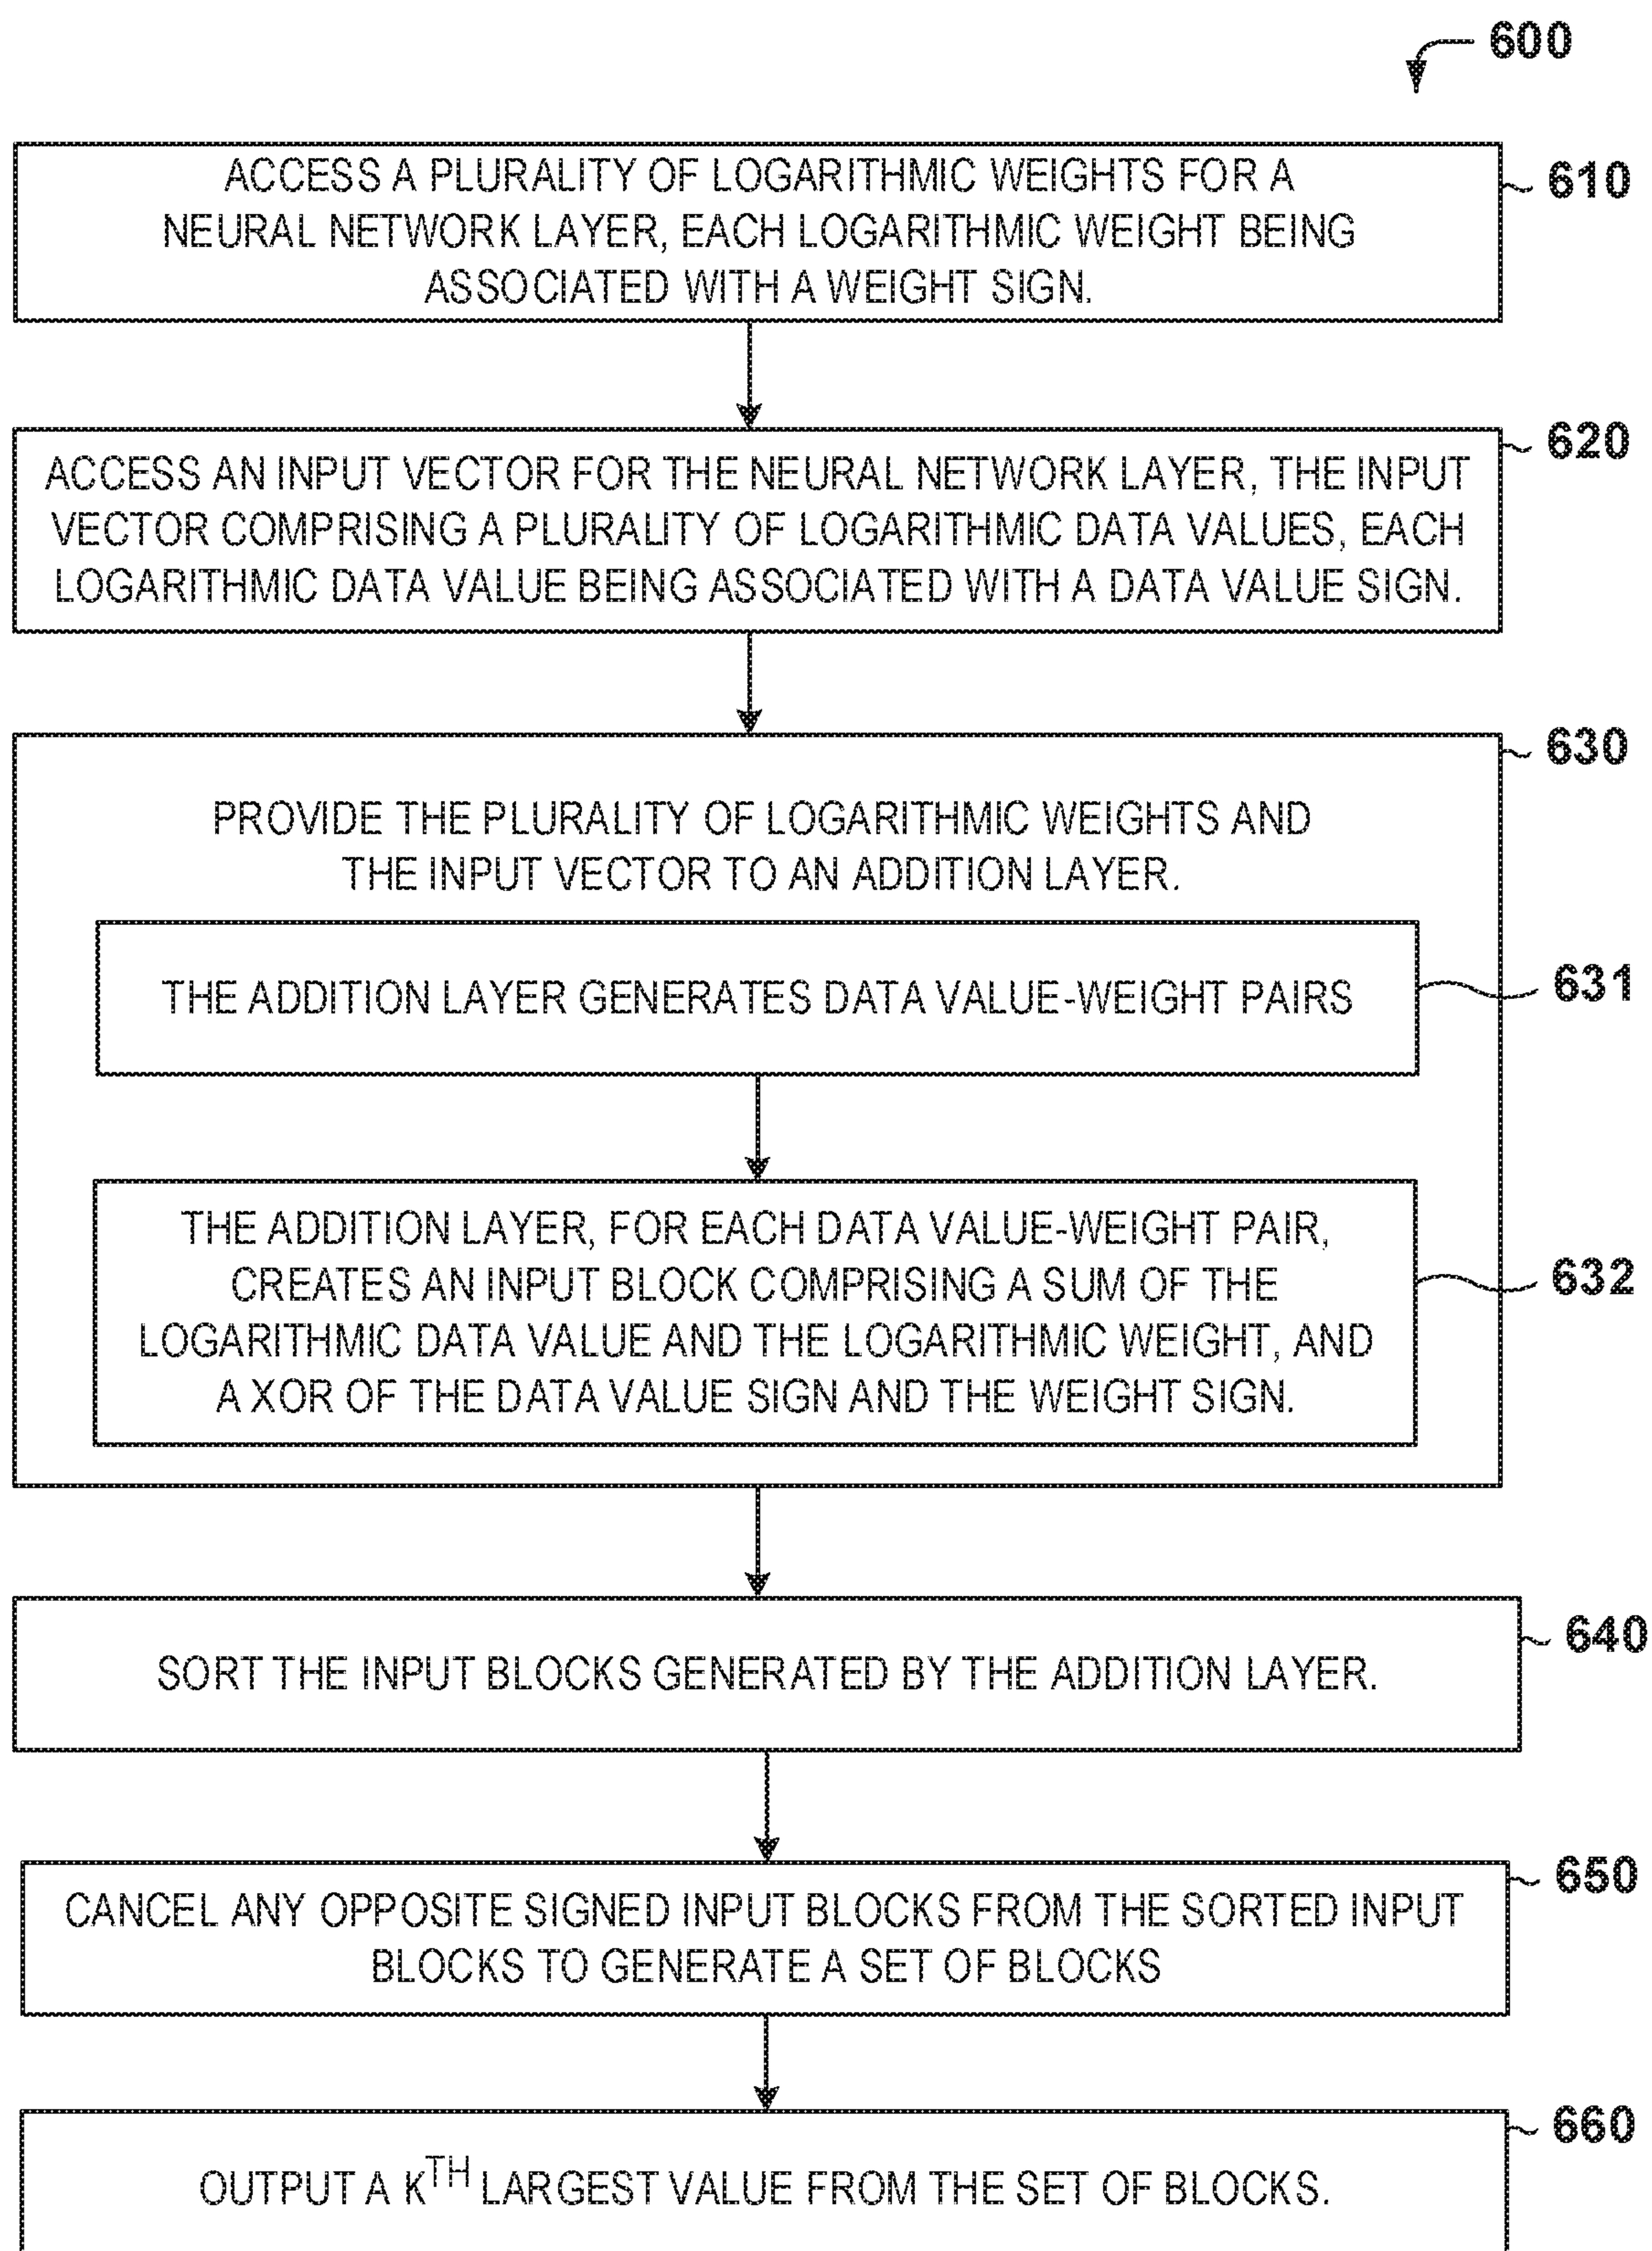 600
ACCESS A PLURALITY OF LOGARITHMIC WEIGHTS FOR A
NEURAL NETWORK LAYER, EACH LOGARITHMIC WEIGHT BEING
ASSOCIATED WITH A WEIGHT SIGN.
610
ACCESS AN INPUT VECTOR FOR THE NEURAL NETWORK LAYER, THE INPUT
VECTOR COMPRISING A PLURALITY OF LOGARITHMIC DATA VALUES, EACH
LOGARITHMIC DATA VALUE BEING ASSOCIATED WITH A DATA VALUE SIGN.
620
630
PROVIDE THE PLURALITY OF LOGARITHMIC WEIGHTS AND
THE INPUT VECTOR TO AN ADDITION LAYER.
THE ADDITION LAYER GENERATES DATA VALUE-WEIGHT PAIRS
631
THE ADDITION LAYER, FOR EACH DATA VALUE-WEIGHT PAIR,
CREATES AN INPUT BLOCK COMPRISING A SUM OF THE
LOGARITHMIC DATA VALUE AND THE LOGARITHMIC WEIGHT, AND
A XOR OF THE DATA VALUE SIGN AND THE WEIGHT SIGN.
632
SORT THE INPUT BLOCKS GENERATED BY THE ADDITION LAYER.
640
CANCEL ANY OPPOSITE SIGNED INPUT BLOCKS FROM THE SORTED INPUT
BLOCKS TO GENERATE A SET OF BLOCKS
650
OUTPUT A K^TH LARGEST VALUE FROM THE SET OF BLOCKS.
660